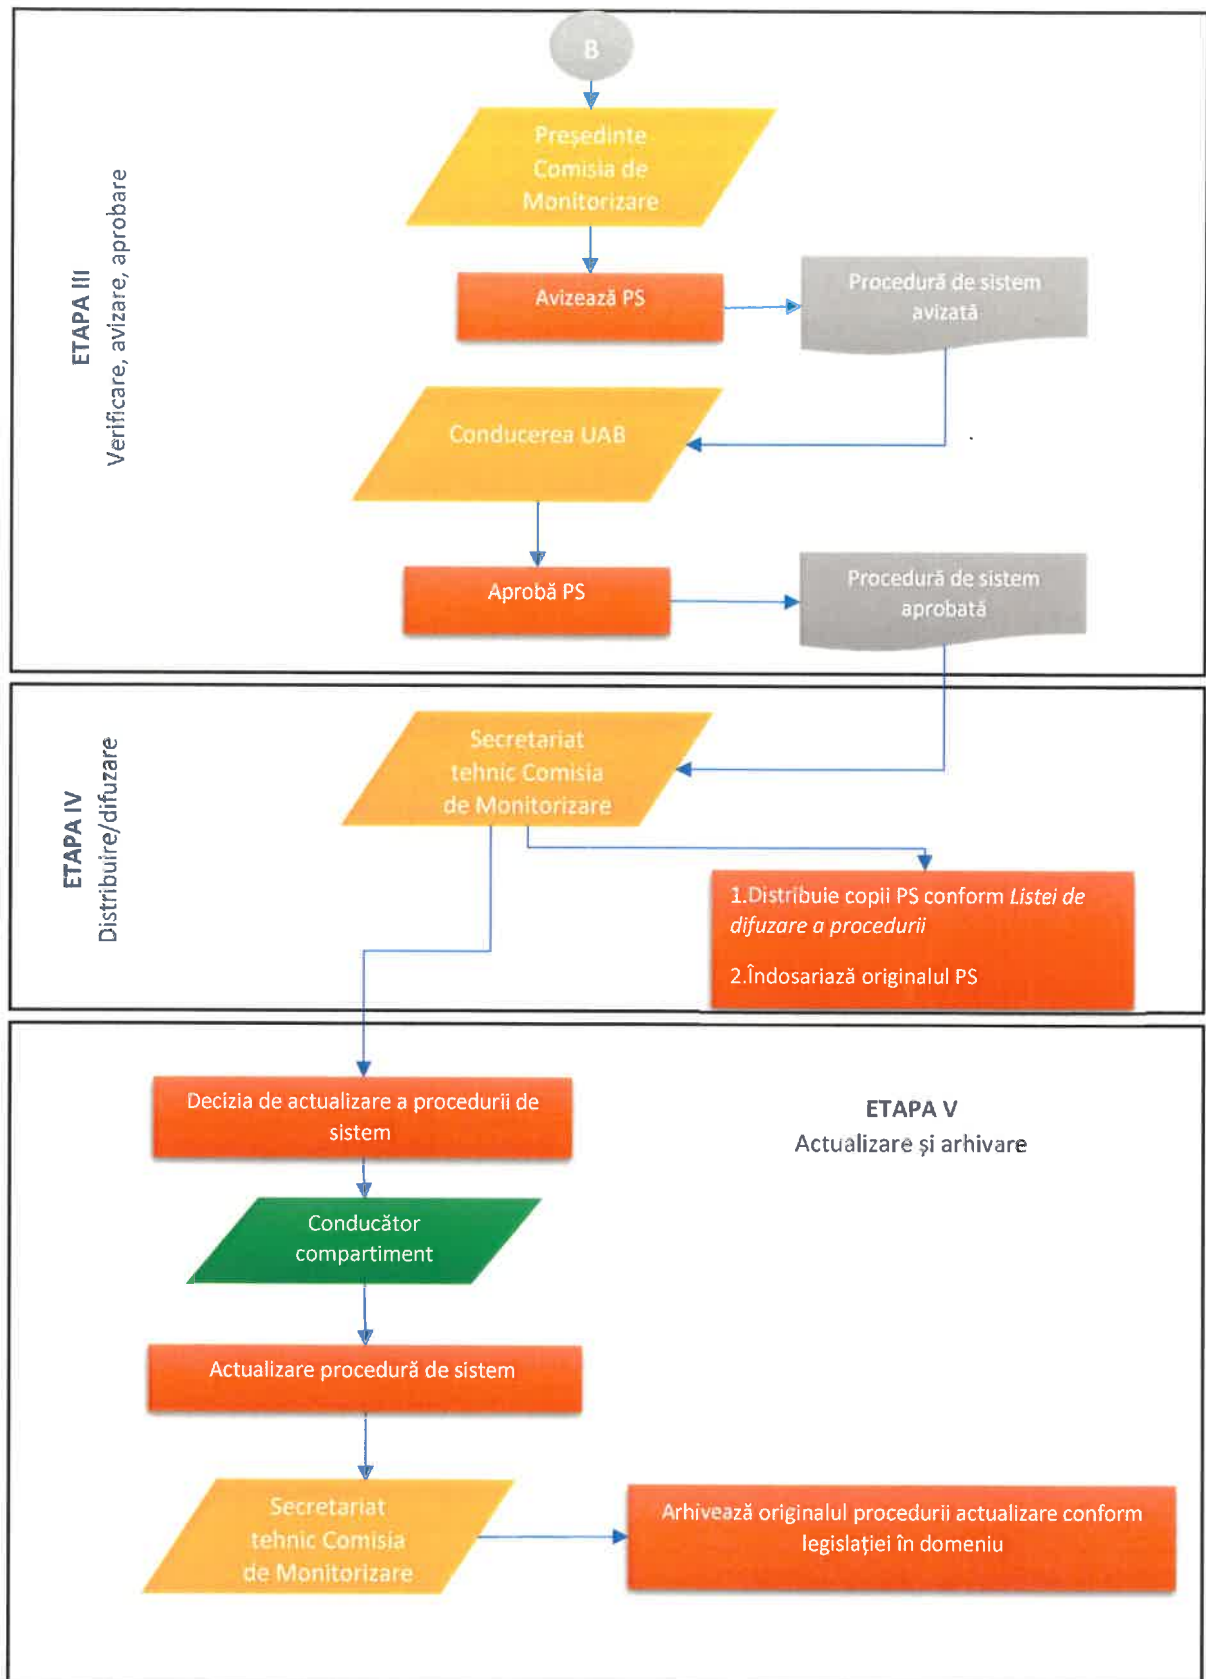 B
Președinte
Comisia de
Monitorizare
ETAPA III
Verificare, avizare, aprobare
Avizează PS
Procedură de sistem
avizată
Conducerea UAB
Aprobă PS
Procedură de sistem
aprobată
ETAPA IV
Distribuire/difuzare
Secretariat
tehnic Comisia
de Monitorizare
1.Distribuie copii PS conform Listei de
difuzare a procedurii
2.Îndosariază originalul PS
Decizia de actualizare a procedurii de
sistem
ETAPA V
Actualizare și arhivare
Conducător
compartiment
Actualizare procedură de sistem
Secretariat
tehnic Comisia
de Monitorizare
Arhivează originalul procedurii actualizare conform
legislației în domeniu